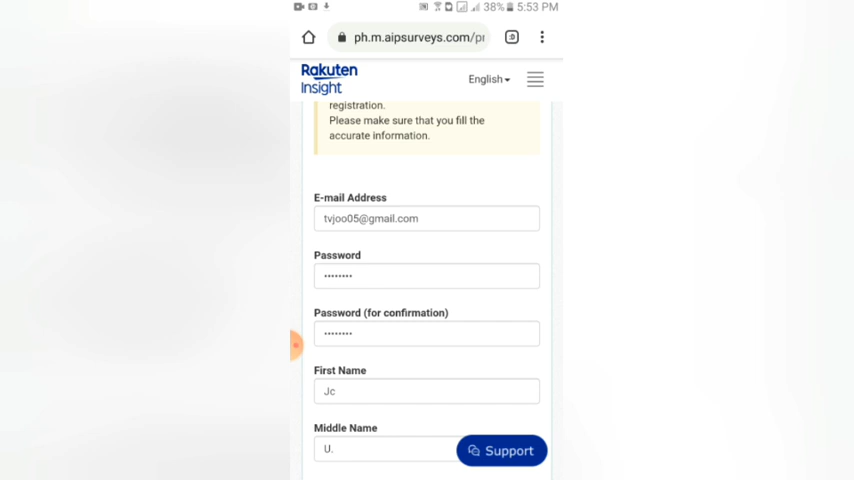 38% 5:53 PM
ph.m.aipsurveys.com/pr
Rakuten
Insight
English
registration.
Please make sure that you fill the
accurate information.
E-mail Address
tvjoo05@gmail.com
Password
••••••••
Password (for confirmation)
••••••••
First Name
Jc
Middle Name
U.
Support